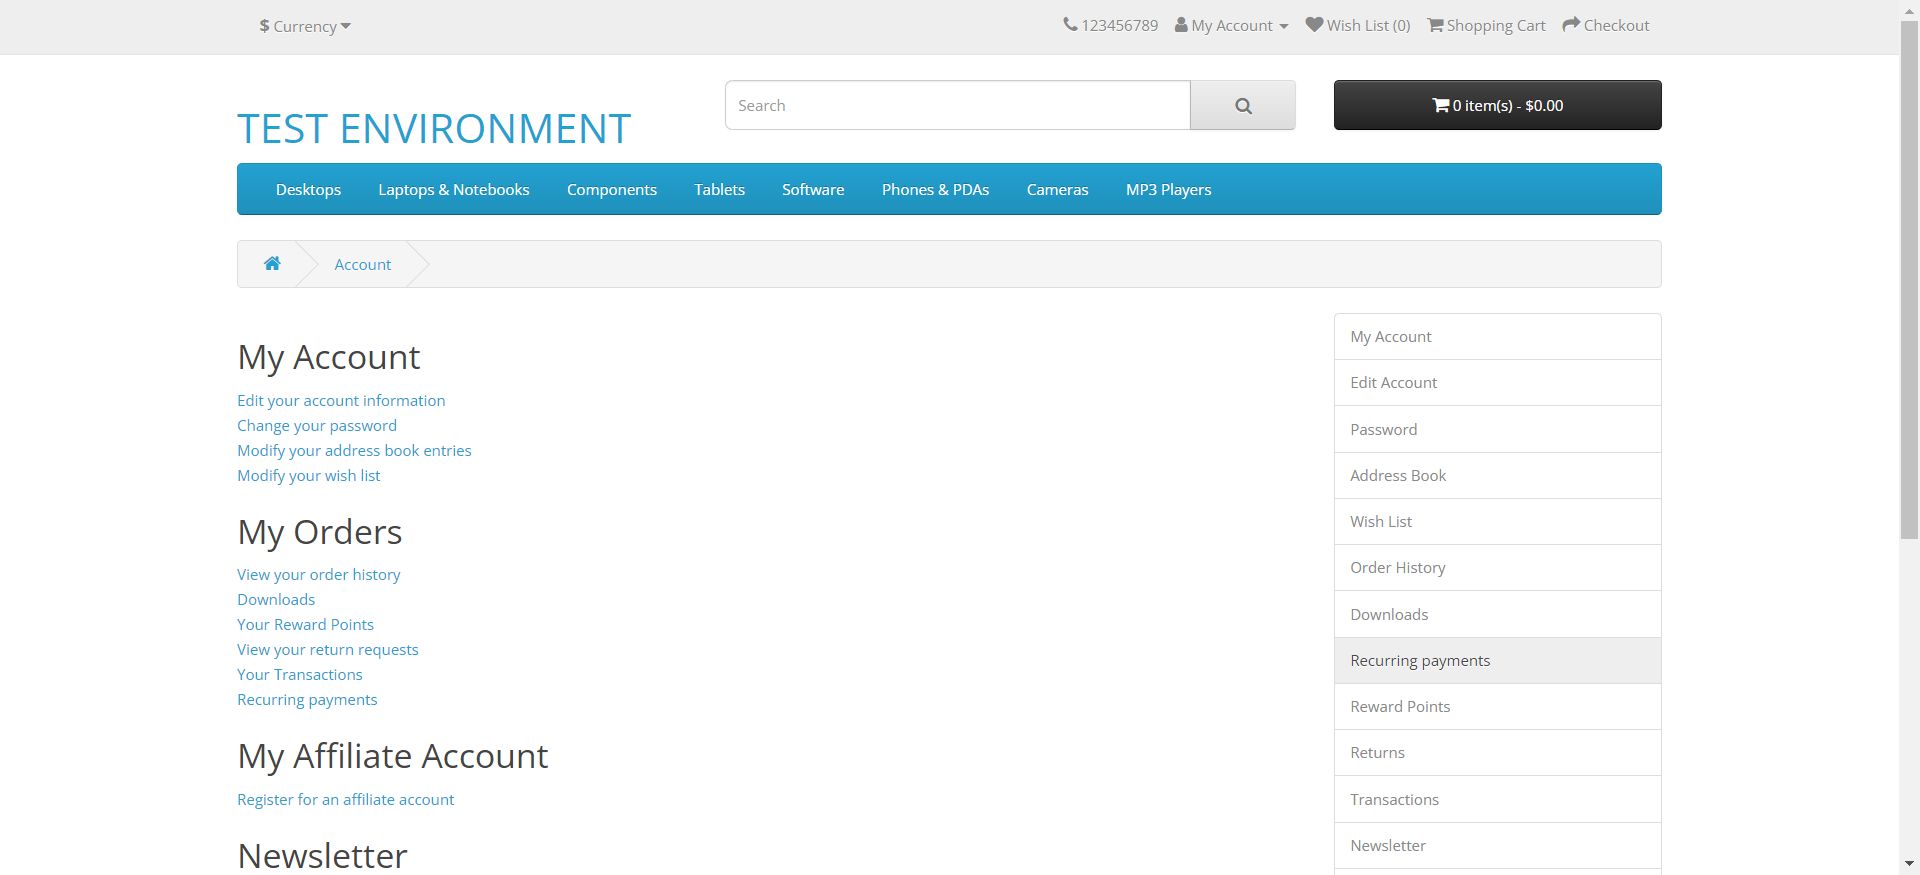 $ Currency
123456789 My Account Wish List (0) Shopping Cart Checkout
TEST ENVIRONMENT
Search
0 item(s) - $0.00
Desktops Laptops & Notebooks Components Tablets Software Phones & PDAs Cameras MP3 Players
Account
My Account
Edit your account information
Change your password
Modify your address book entries
Modify your wish list
My Orders
View your order history
Downloads
Your Reward Points
View your return requests
Your Transactions
Recurring payments
My Affiliate Account
Register for an affiliate account
Newsletter
My Account
Edit Account
Password
Address Book
Wish List
Order History
Downloads
Recurring payments
Reward Points
Returns
Transactions
Newsletter